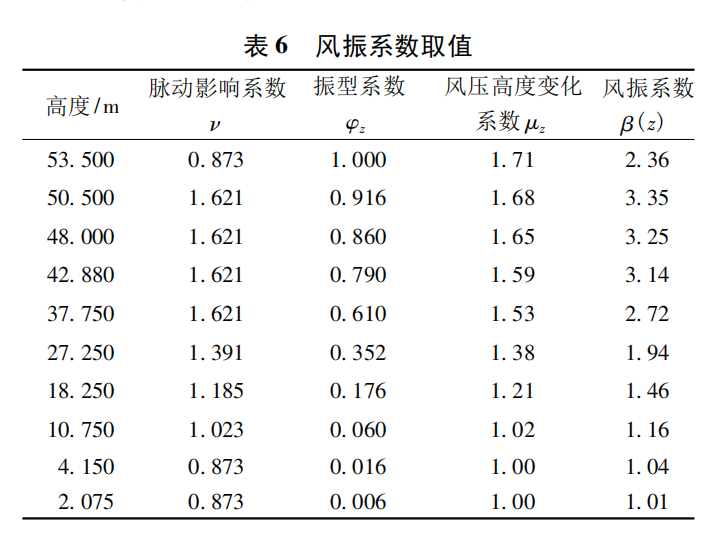 表 6 风振系数取值
高度/m 脉动影响系数 ν 振型系数 φz 风压高度变化系数 μz 风振系数 β(z)
53.500 0.873 1.000 1.71 2.36
50.500 1.621 0.916 1.68 3.35
48.000 1.621 0.860 1.65 3.25
42.880 1.621 0.790 1.59 3.14
37.750 1.621 0.610 1.53 2.72
27.250 1.391 0.352 1.38 1.94
18.250 1.185 0.176 1.21 1.46
10.750 1.023 0.060 1.02 1.16
4.150 0.873 0.016 1.00 1.04
2.075 0.873 0.006 1.00 1.01